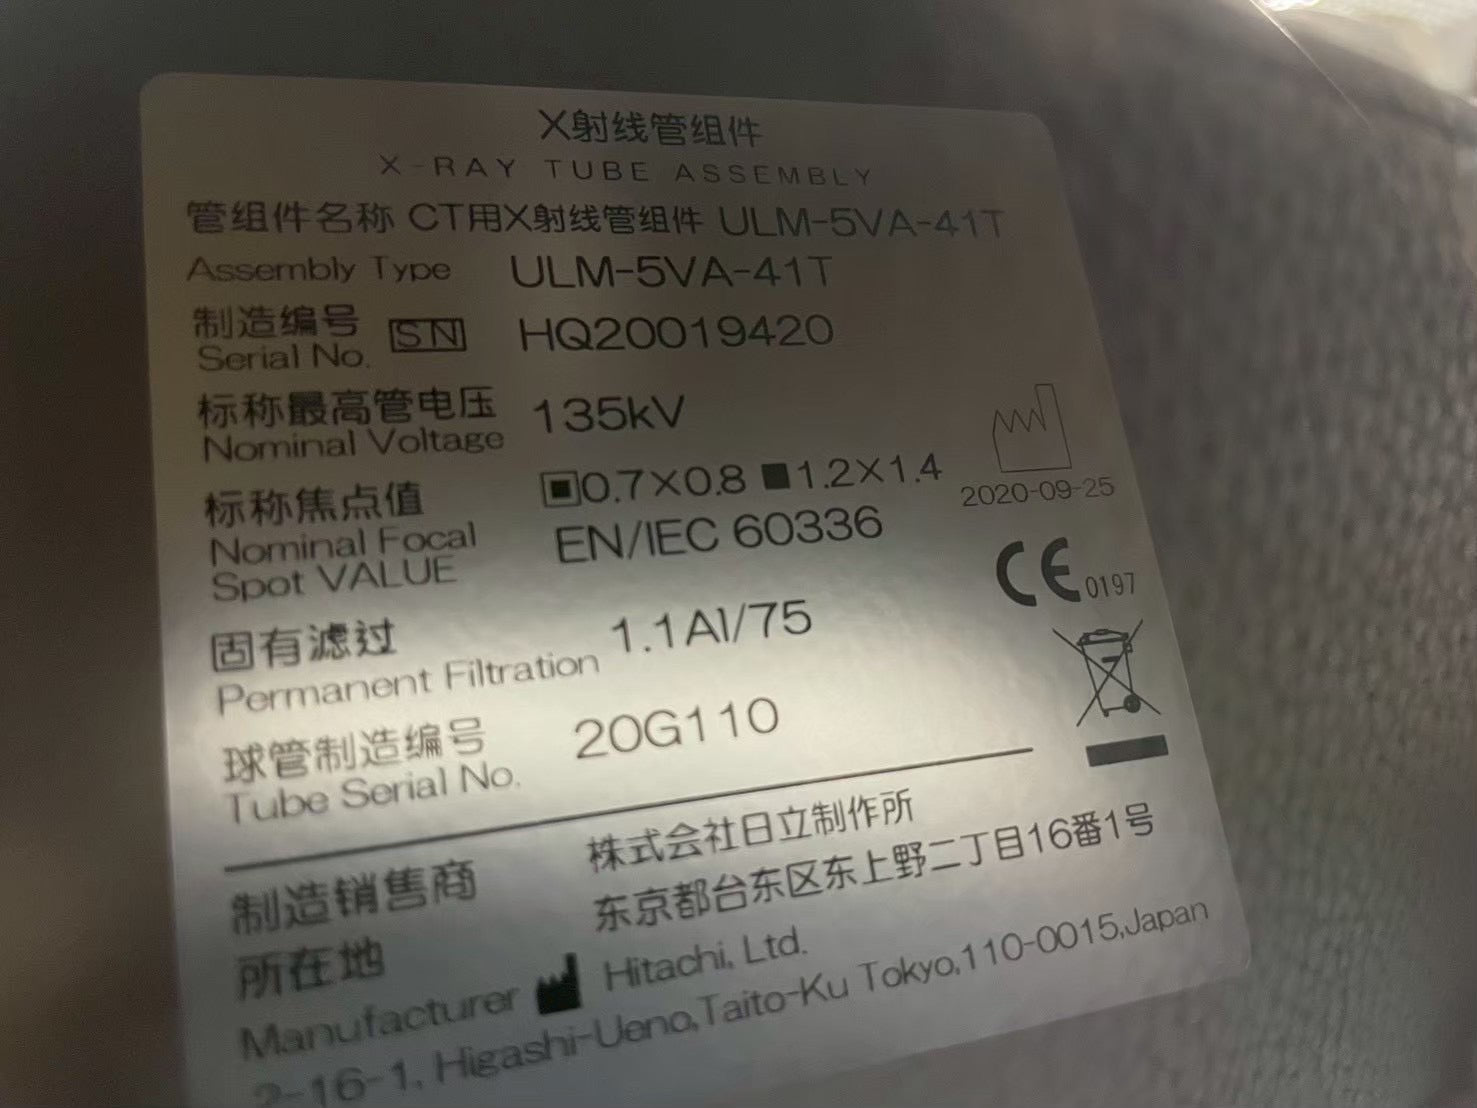 X射线管组件
X-RAY TUBE ASSEMBLY
管组件名称 CT用X射线管组件 ULM-5VA-41T
Assembly Type ULM-5VA-41T
制造编号 SN HQ20019420
Serial No.
标称最高管电压 135kV
Nominal Voltage
标称焦点值 0.7×0.8 ■1.2×1.4
Nominal Focal Spot VALUE EN/IEC 60336
2020-09-25
CE 0197
固有滤过 1.1Al/75
Permanent Filtration
球管制造编号 20G110
Tube Serial No.
制造销售商 株式会社日立制作所
所在地 东京都台东区东上野二丁目16番1号
Manufacturer Hitachi, Ltd.
2-16-1, Higashi-Ueno,Taito-Ku Tokyo,110-0015,Japan